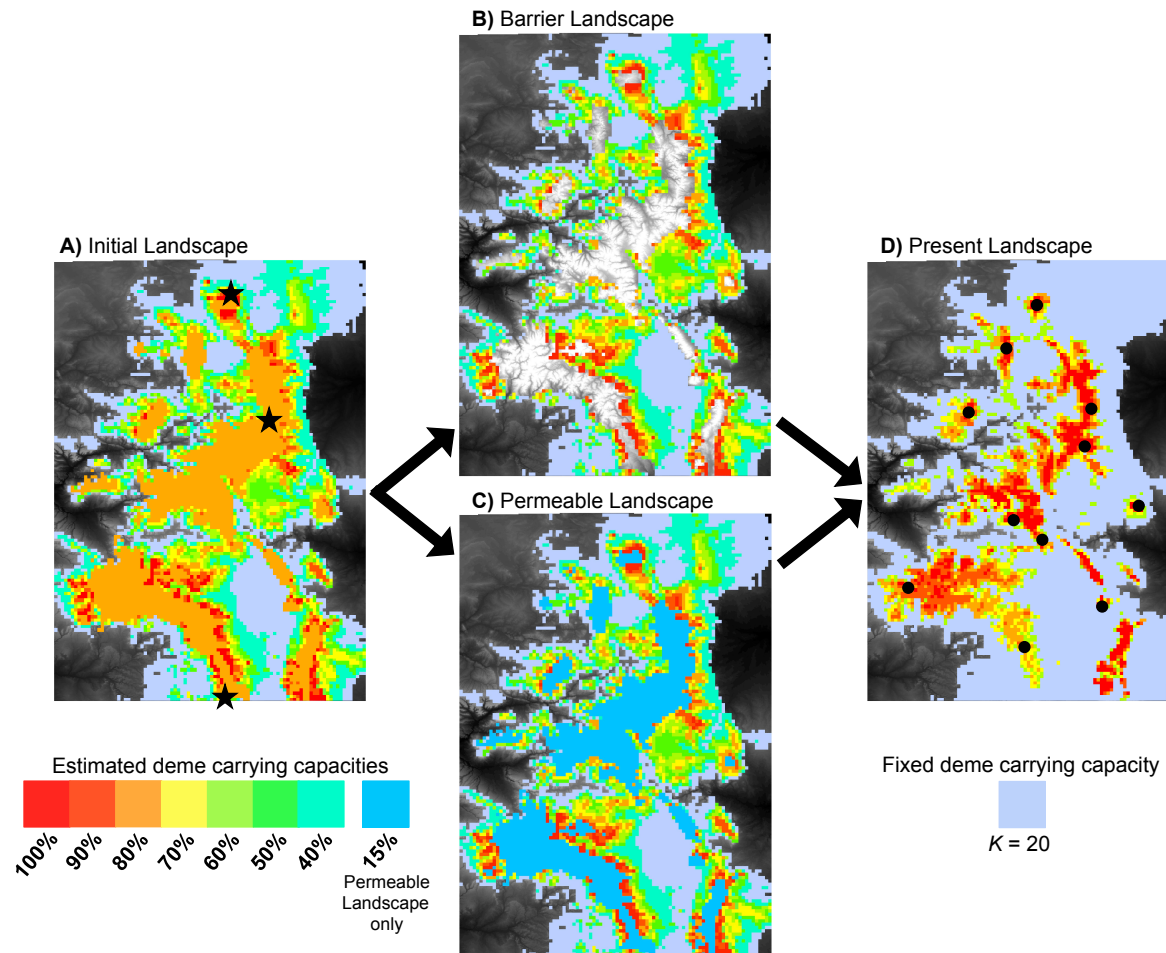 B) Barrier Landscape
A) Initial Landscape
D) Present Landscape
C) Permeable Landscape
Estimated deme carrying capacities
100%
90%
80%
70%
60%
50%
40%
15%
Permeable
Landscape
only
Fixed deme carrying capacity
K = 20